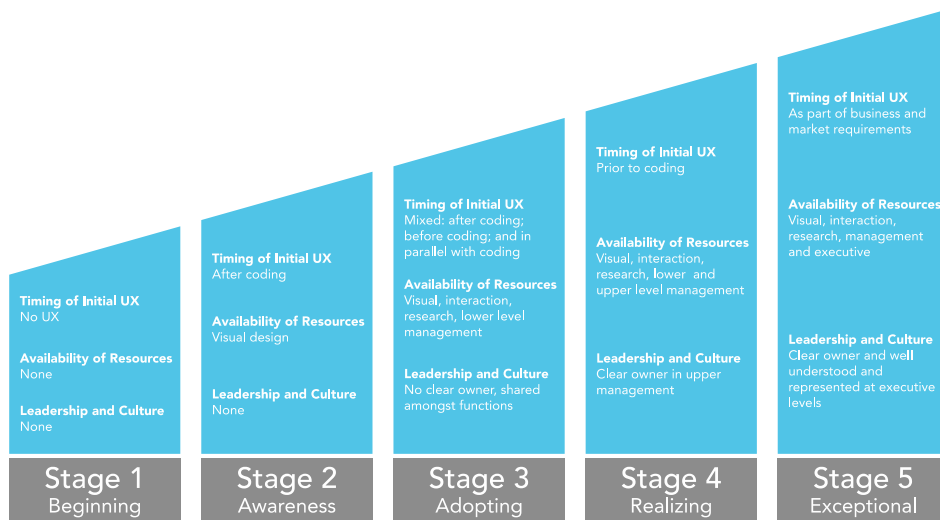 Timing of Initial UX
No UX
Availability of Resources
None
Leadership and Culture
None
Stage 1
Beginning
Timing of Initial UX
After coding
Availability of Resources
Visual design
Leadership and Culture
None
Stage 2
Awareness
Timing of Initial UX
Mixed: after coding;
before coding; and in
parallel with coding
Availability of Resources
Visual, interaction,
research, lower level
management
Leadership and Culture
No clear owner, shared
amongst functions
Stage 3
Adopting
Timing of Initial UX
Prior to coding
Availability of Resources
Visual, interaction,
research, lower and
upper level management
Leadership and Culture
Clear owner in upper
management
Stage 4
Realizing
Timing of Initial UX
As part of business and
market requirements
Availability of Resources
Visual, interaction,
research, management
and executive
Leadership and Culture
Clear owner and well
understood and
represented at executive
levels
Stage 5
Exceptional